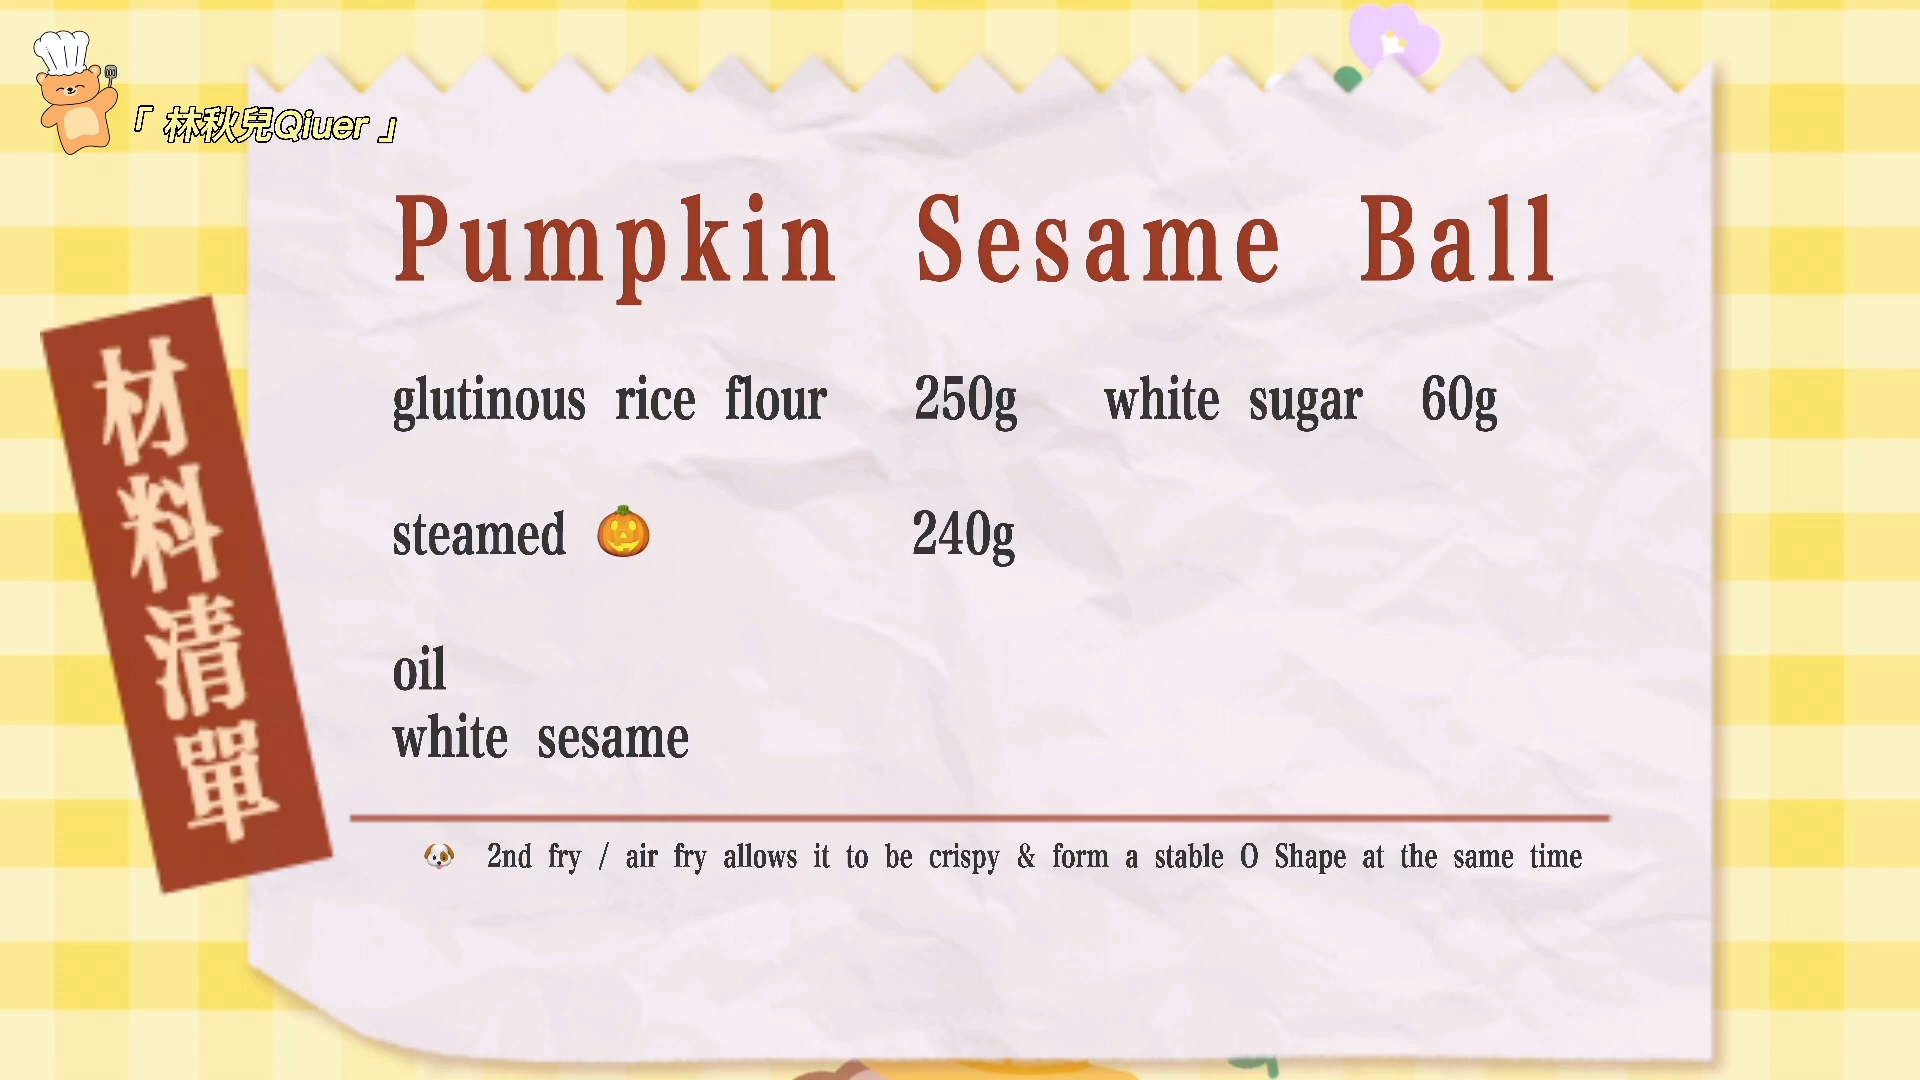 「 林秋兒Qiuer 」
Pumpkin Sesame Ball
材料清單
glutinous rice flour 250g white sugar 60g
steamed 🎃 240g
oil
white sesame
🐶 2nd fry / air fry allows it to be crispy & form a stable O Shape at the same time